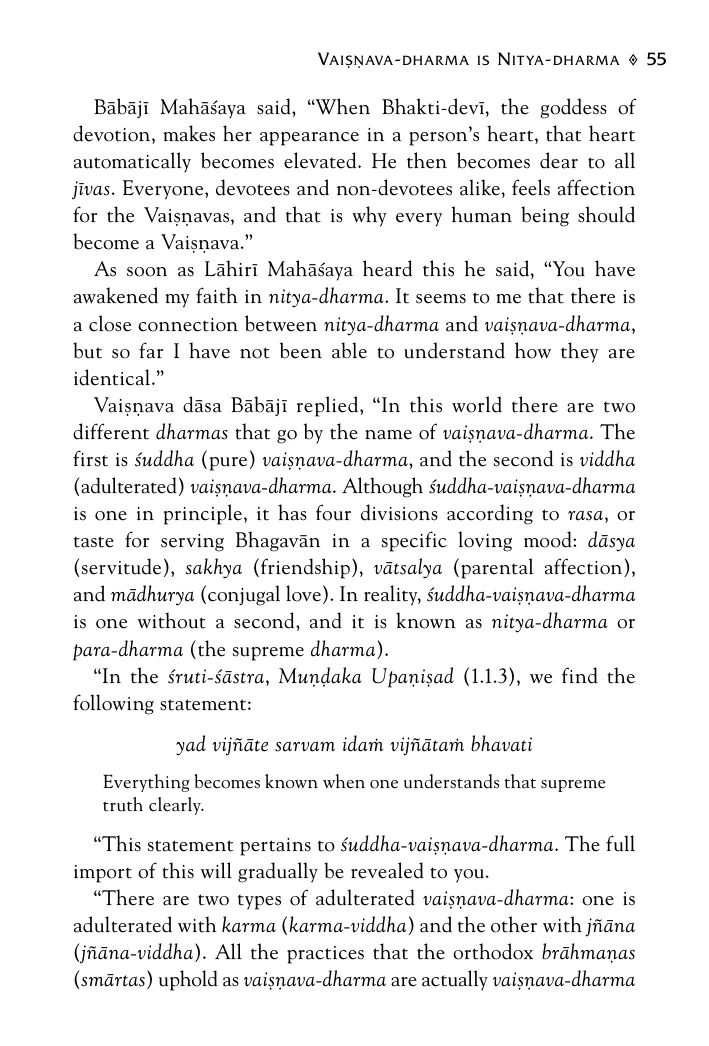 VAIṢṆAVA-DHARMA IS NITYA-DHARMA ◈ 55
Bābājī Mahāśaya said, “When Bhakti-devī, the goddess of
devotion, makes her appearance in a person’s heart, that heart
automatically becomes elevated. He then becomes dear to all
jīvas. Everyone, devotees and non-devotees alike, feels affection
for the Vaiṣṇavas, and that is why every human being should
become a Vaiṣṇava.”
As soon as Lāhirī Mahāśaya heard this he said, “You have
awakened my faith in nitya-dharma. It seems to me that there is
a close connection between nitya-dharma and vaiṣṇava-dharma,
but so far I have not been able to understand how they are
identical.”
Vaiṣṇava dāsa Bābājī replied, “In this world there are two
different dharmas that go by the name of vaiṣṇava-dharma. The
first is śuddha (pure) vaiṣṇava-dharma, and the second is viddha
(adulterated) vaiṣṇava-dharma. Although śuddha-vaiṣṇava-dharma
is one in principle, it has four divisions according to rasa, or
taste for serving Bhagavān in a specific loving mood: dāsya
(servitude), sakhya (friendship), vātsalya (parental affection),
and mādhurya (conjugal love). In reality, śuddha-vaiṣṇava-dharma
is one without a second, and it is known as nitya-dharma or
para-dharma (the supreme dharma).
“In the śruti-śāstra, Muṇḍaka Upaṇiṣad (1.1.3), we find the
following statement:
yad vijñāte sarvam idaṁ vijñātaṁ bhavati
Everything becomes known when one understands that supreme
truth clearly.
“This statement pertains to śuddha-vaiṣṇava-dharma. The full
import of this will gradually be revealed to you.
“There are two types of adulterated vaiṣṇava-dharma: one is
adulterated with karma (karma-viddha) and the other with jñāna
(jñāna-viddha). All the practices that the orthodox brāhmaṇas
(smārtas) uphold as vaiṣṇava-dharma are actually vaiṣṇava-dharma